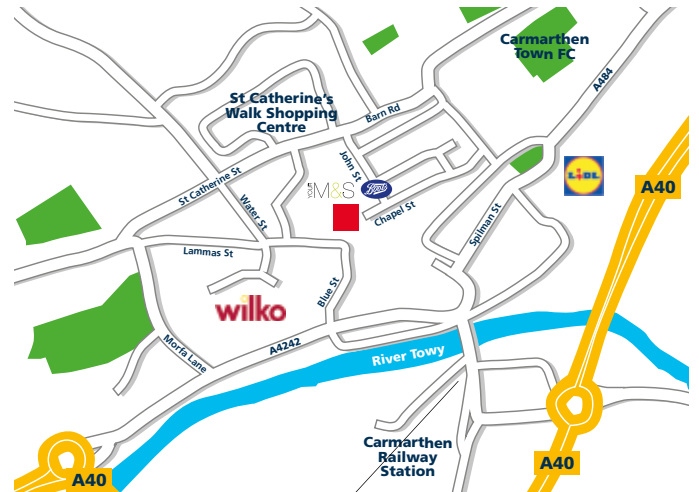 Carmarthen
Town FC
A484
St Catherine's
Walk Shopping
Centre
Barn Rd
John St
St Catherine St
YOUR M&S
Boots
LiDL
A40
Water St
Chapel St
Spilman St
Lammas St
wilko
Blue St
Morfa Lane
A4242
River Towy
Carmarthen
Railway
Station
A40
A40